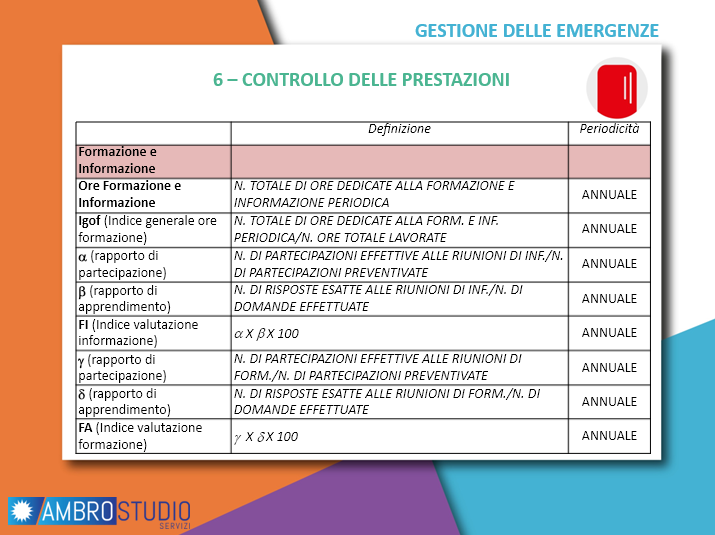 GESTIONE DELLE EMERGENZE
6 – CONTROLLO DELLE PRESTAZIONI
Definizione
Periodicità
Formazione e
Informazione
Ore Formazione e
Informazione
N. TOTALE DI ORE DEDICATE ALLA FORMAZIONE E
INFORMAZIONE PERIODICA
ANNUALE
Igof (Indice generale ore
formazione)
N. TOTALE DI ORE DEDICATE ALLA FORM. E INF.
PERIODICA/N. ORE TOTALE LAVORATE
ANNUALE
α (rapporto di
partecipazione)
N. DI PARTECIPAZIONI EFFETTIVE ALLE RIUNIONI DI INF./N.
DI PARTECIPAZIONI PREVENTIVATE
ANNUALE
β (rapporto di
apprendimento)
N. DI RISPOSTE ESATTE ALLE RIUNIONI DI INF./N. DI
DOMANDE EFFETTUATE
ANNUALE
FI (Indice valutazione
informazione)
α X β X 100
ANNUALE
γ (rapporto di
partecipazione)
N. DI PARTECIPAZIONI EFFETTIVE ALLE RIUNIONI DI
FORM./N. DI PARTECIPAZIONI PREVENTIVATE
ANNUALE
δ (rapporto di
apprendimento)
N. DI RISPOSTE ESATTE ALLE RIUNIONI DI FORM./N. DI
DOMANDE EFFETTUATE
ANNUALE
FA (Indice valutazione
formazione)
γ X δ X 100
ANNUALE
AMBROSTUDIO
SERVIZI